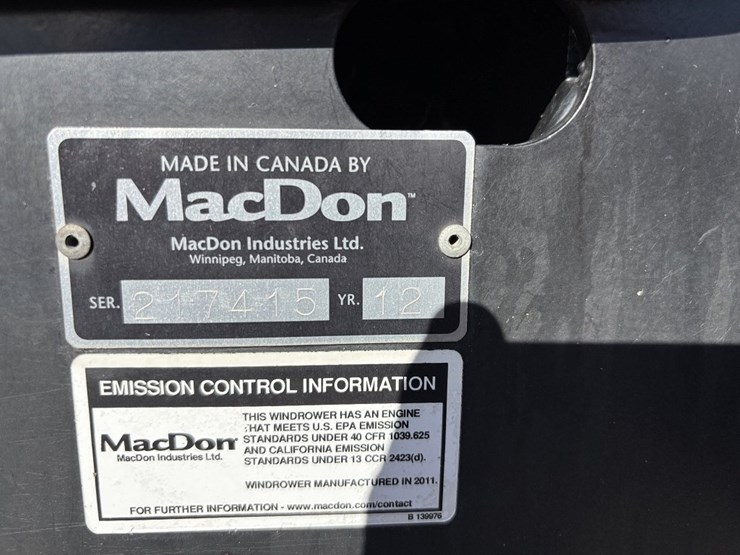 MADE IN CANADA BY
MacDon™
MacDon Industries Ltd.
Winnipeg, Manitoba, Canada
SER. 217415 YR. 12
EMISSION CONTROL INFORMATION
MacDon
MacDon Industries Ltd.
THIS WINDROWER HAS AN ENGINE
THAT MEETS U.S. EPA EMISSION
STANDARDS UNDER 40 CFR 1039.625
AND CALIFORNIA EMISSION
STANDARDS UNDER 13 CCR 2423(d).
WINDROWER MANUFACTURED IN 2011.
FOR FURTHER INFORMATION - www.macdon.com/contact
B 139976